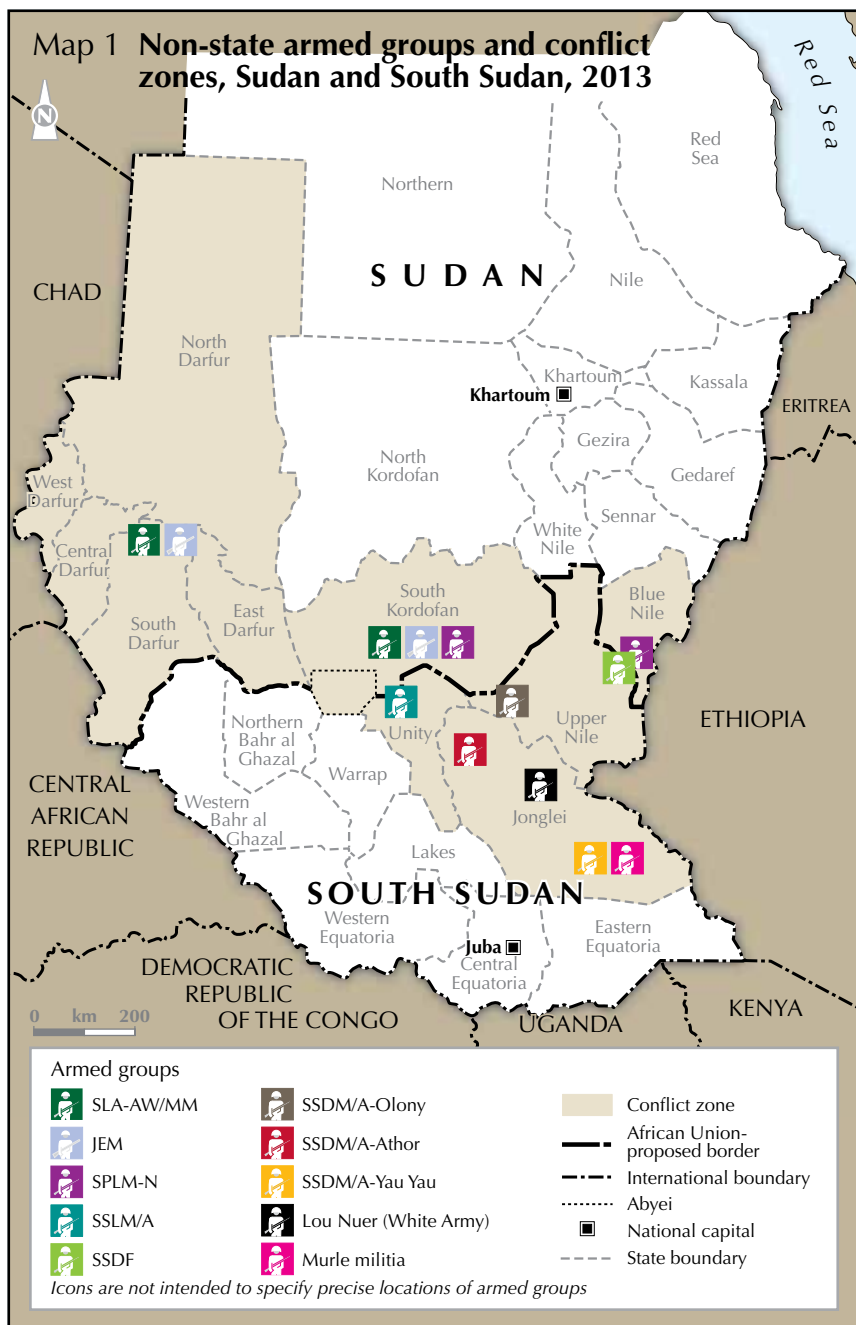 Map 1 Non-state armed groups and conflict
zones, Sudan and South Sudan, 2013
N
Red Sea
Red
Sea
Northern
SUDAN
CHAD
Nile
North
Darfur
Khartoum
Khartoum
Kassala
ERITREA
Gezira
North
Kordofan
Gedaref
West
Darfur
Sennar
White
Nile
Central
Darfur
South
Kordofan
Blue
Nile
South
Darfur
East
Darfur
Northern
Bahr al
Ghazal
Unity
Upper
Nile
ETHIOPIA
Warrap
CENTRAL
AFRICAN
REPUBLIC
Western
Bahr al
Ghazal
Jonglei
Lakes
SOUTH SUDAN
Western
Equatoria
Eastern
Equatoria
Juba
Central
Equatoria
DEMOCRATIC
REPUBLIC
OF THE CONGO
UGANDA
KENYA
0 km 200
Armed groups
SLA-AW/MM
JEM
SPLM-N
SSLM/A
SSDF
SSDM/A-Olony
SSDM/A-Athor
SSDM/A-Yau Yau
Lou Nuer (White Army)
Murle militia
Conflict zone
African Union-
proposed border
International boundary
Abyei
National capital
State boundary
Icons are not intended to specify precise locations of armed groups